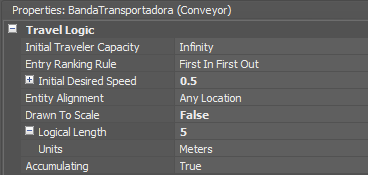 Properties: BandaTransportadora (Conveyor)
Travel Logic
Initial Traveler Capacity Infinity
Entry Ranking Rule First In First Out
Initial Desired Speed 0.5
Entity Alignment Any Location
Drawn To Scale False
Logical Length 5
Units Meters
Accumulating True